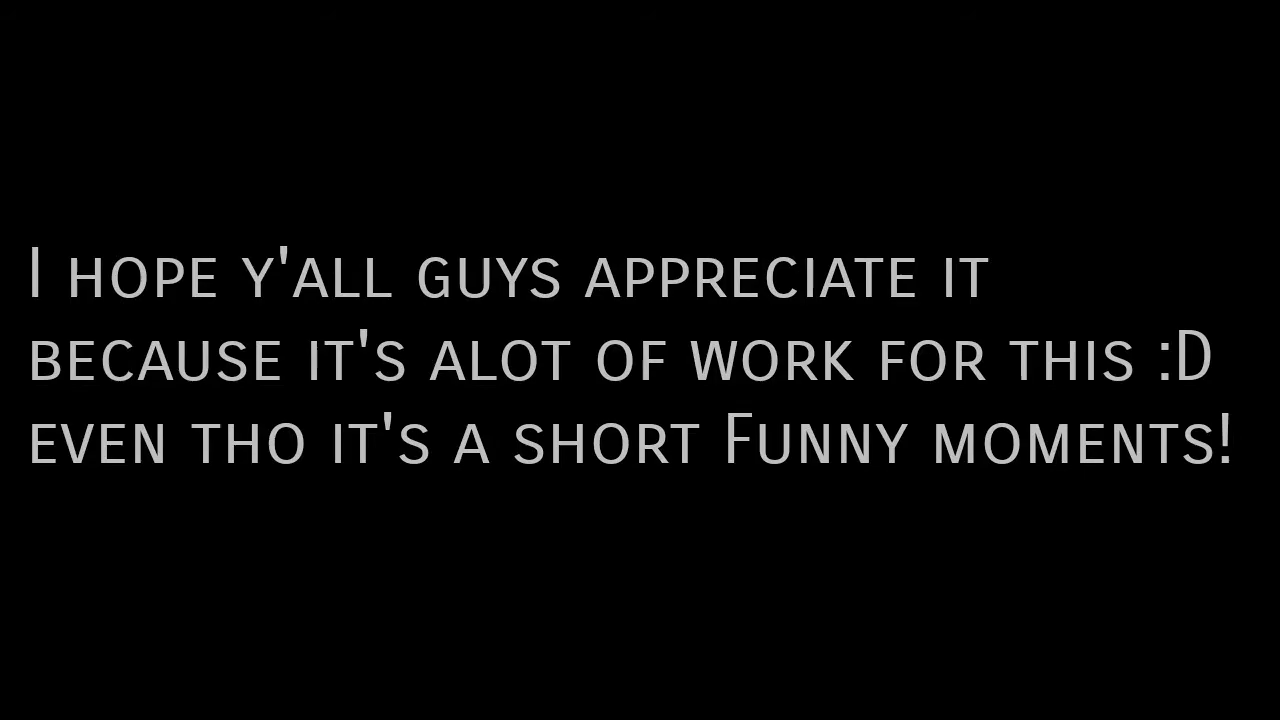 I hope y'all guys appreciate it
because it's alot of work for this :D
even tho it's a short Funny moments!